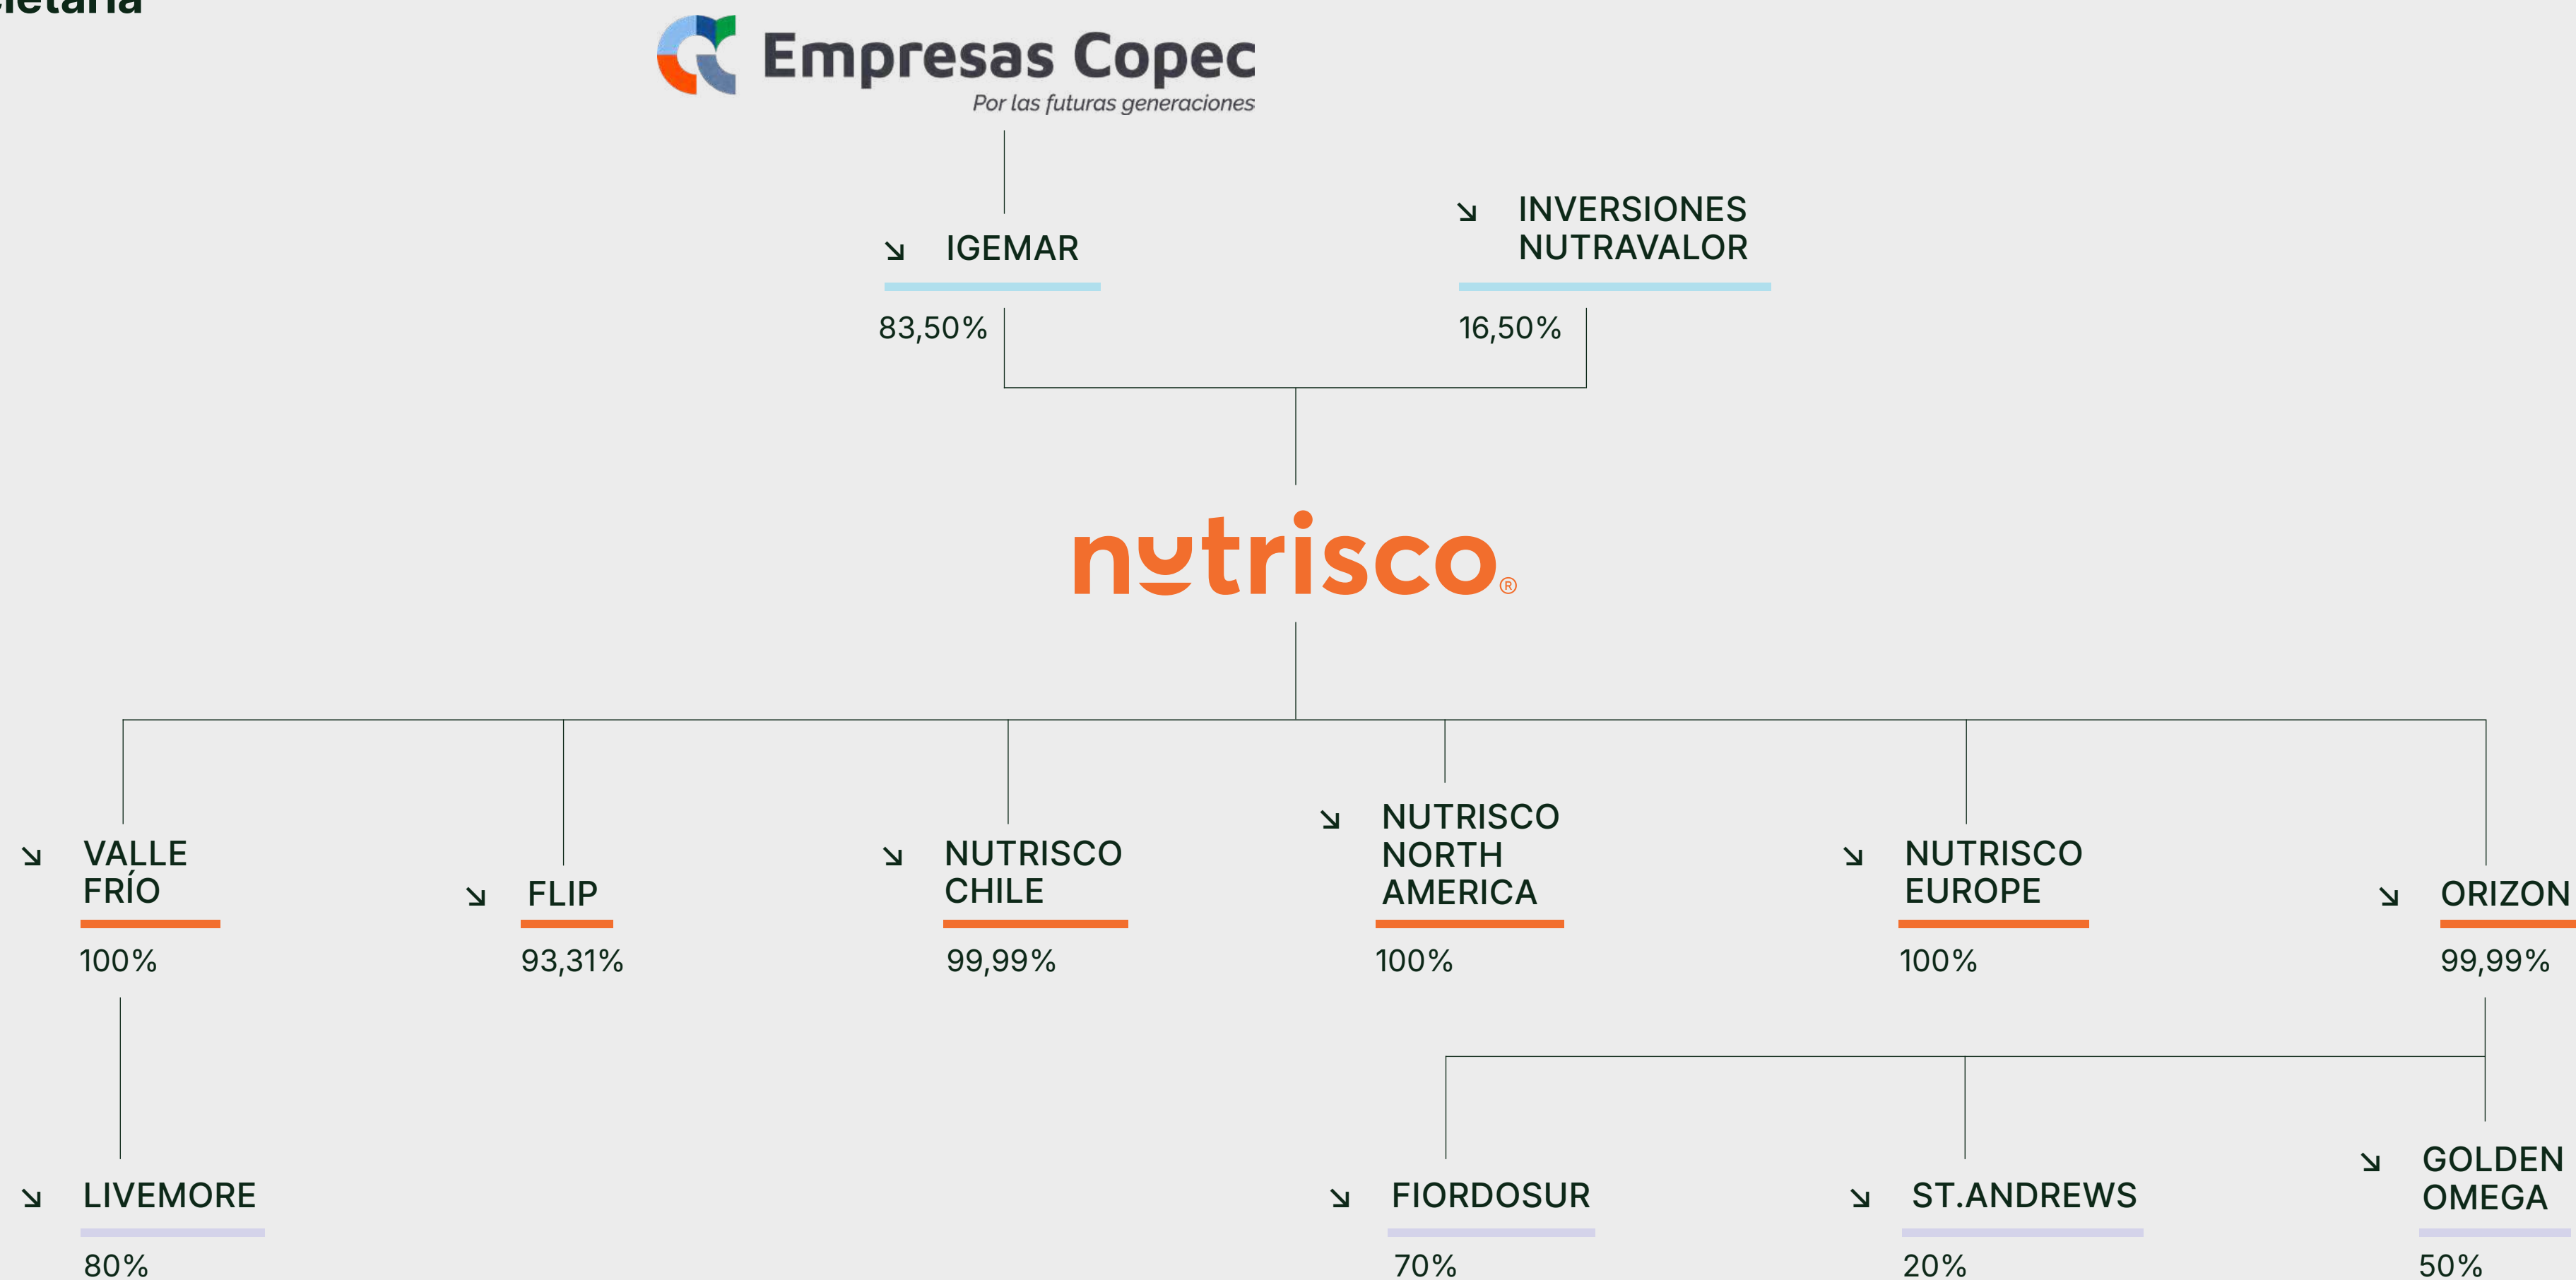 Empresas Copec
Por las futuras generaciones
IGEMAR
83,50%
INVERSIONES
NUTRAVALOR
16,50%
nutrisco®
VALLE
FRÍO
100%
FLIP
93,31%
NUTRISCO
CHILE
99,99%
NUTRISCO
NORTH
AMERICA
100%
NUTRISCO
EUROPE
100%
ORIZON
99,99%
LIVEMORE
80%
FIORDOSUR
70%
ST.ANDREWS
20%
GOLDEN
OMEGA
50%